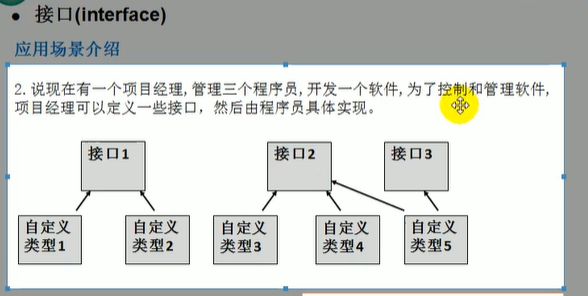 • 接口(interface)
应用场景介绍
2.说现在有一个项目经理,管理三个程序员,开发一个软件,为了控制和管理软件,
项目经理可以定义一些接口，然后由程序员具体实现。
接口1
接口2
接口3
自定义
类型1
自定义
类型2
自定义
类型3
自定义
类型4
自定义
类型5